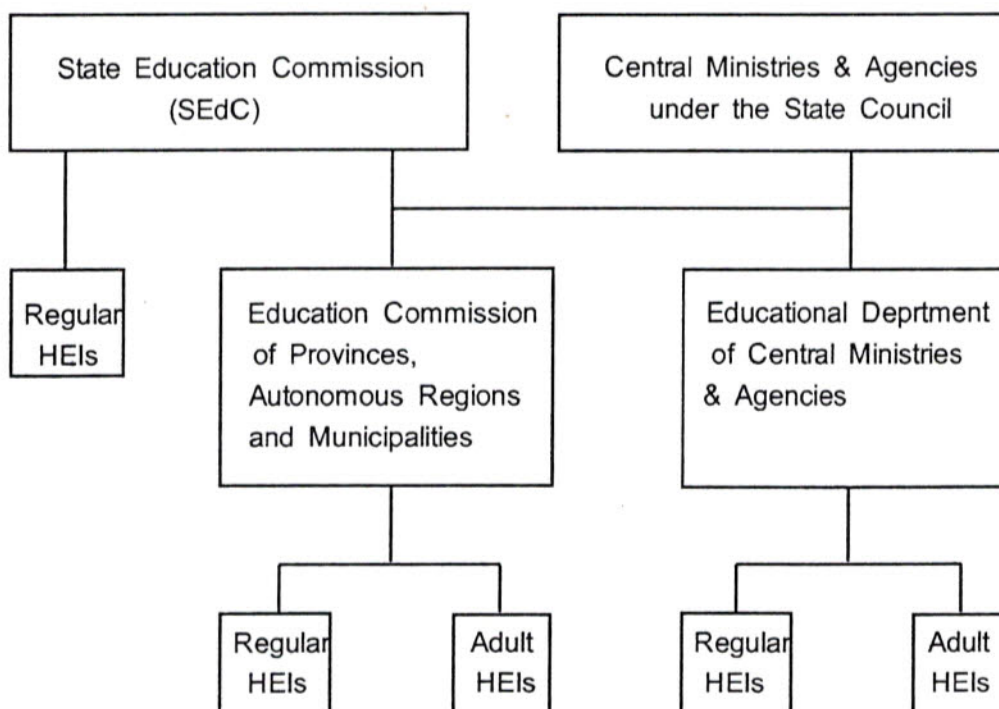 State Education Commission
(SEdC)
Central Ministries & Agencies
under the State Council
Regular
HEIs
Education Commission
of Provinces,
Autonomous Regions
and Municipalities
Educational Deprtment
of Central Ministries
& Agencies
Regular
HEIs
Adult
HEIs
Regular
HEIs
Adult
HEIs